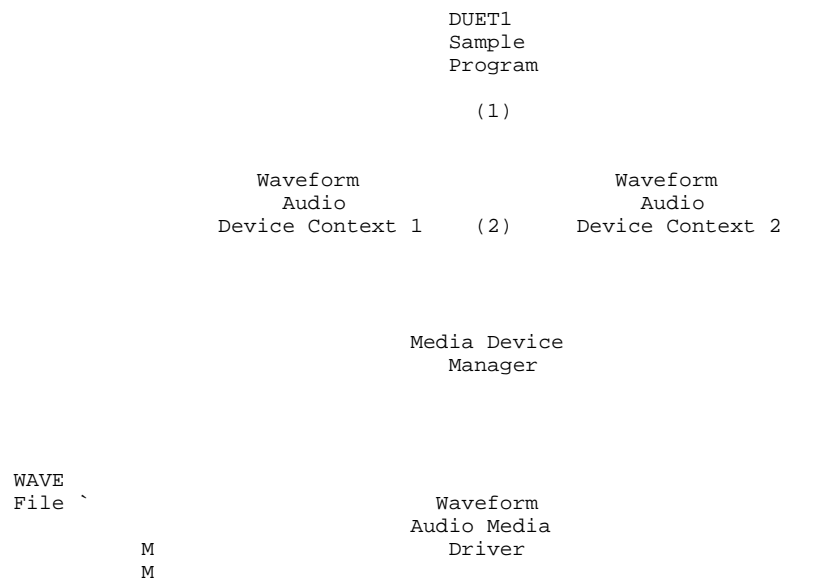 DUET1
Sample
Program
(1)
Waveform Waveform
Audio Audio
Device Context 1 (2) Device Context 2
Media Device
Manager
WAVE
File ` Waveform
Audio Media
M Driver
M